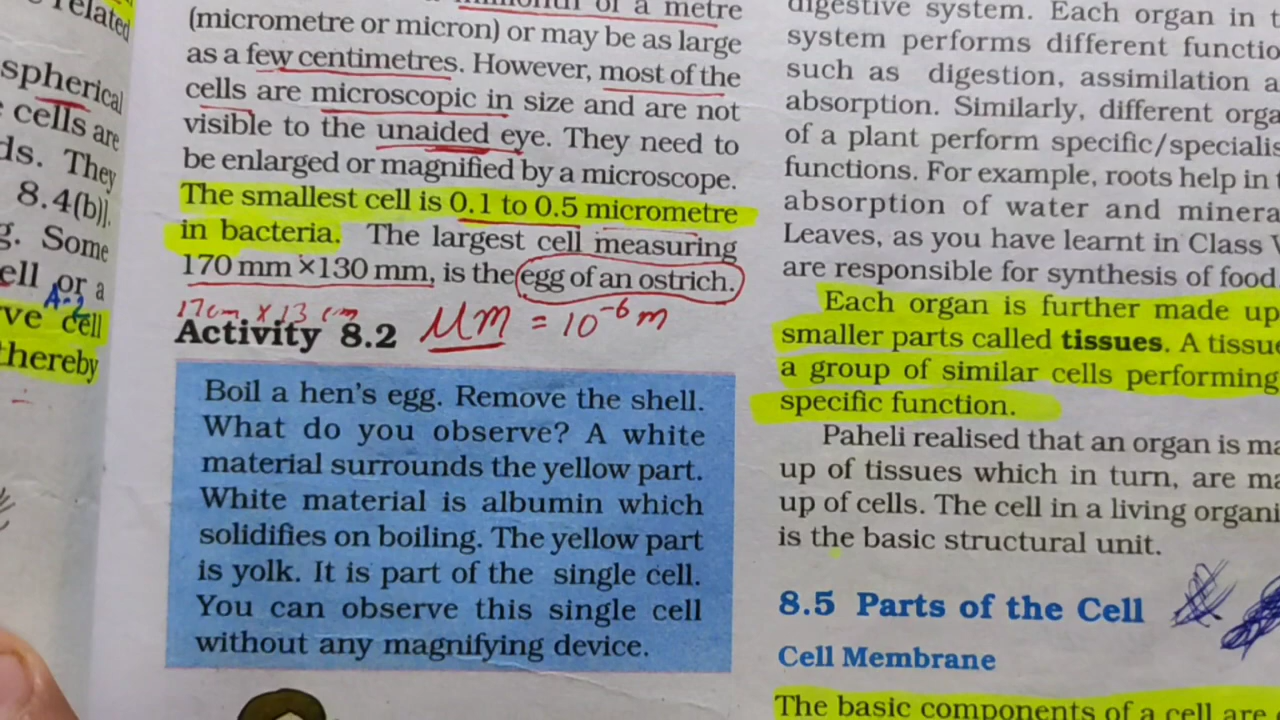 related
spherical
cells are
ds. They
8.4(b)].
g. Some
ell or a
A-2
ve cell
thereby
of a metre
(micrometre or micron) or may be as large
as a few centimetres. However, most of the
cells are microscopic in size and are not
visible to the unaided eye. They need to
be enlarged or magnified by a microscope.
The smallest cell is 0.1 to 0.5 micrometre
in bacteria. The largest cell measuring
170 mm ×130 mm, is the egg of an ostrich.
17cm × 13 cm
Activity 8.2
μm = 10⁻⁶ m
Boil a hen's egg. Remove the shell.
What do you observe? A white
material surrounds the yellow part.
White material is albumin which
solidifies on boiling. The yellow part
is yolk. It is part of the single cell.
You can observe this single cell
without any magnifying device.
digestive system. Each organ in t
system performs different functio
such as digestion, assimilation a
absorption. Similarly, different orga
of a plant perform specific/specialis
functions. For example, roots help in t
absorption of water and minera
Leaves, as you have learnt in Class V
are responsible for synthesis of food
Each organ is further made up
smaller parts called tissues. A tissue
a group of similar cells performing
specific function.
Paheli realised that an organ is ma
up of tissues which in turn, are ma
up of cells. The cell in a living organi
is the basic structural unit.
8.5 Parts of the Cell
Cell Membrane
The basic components of a cell are